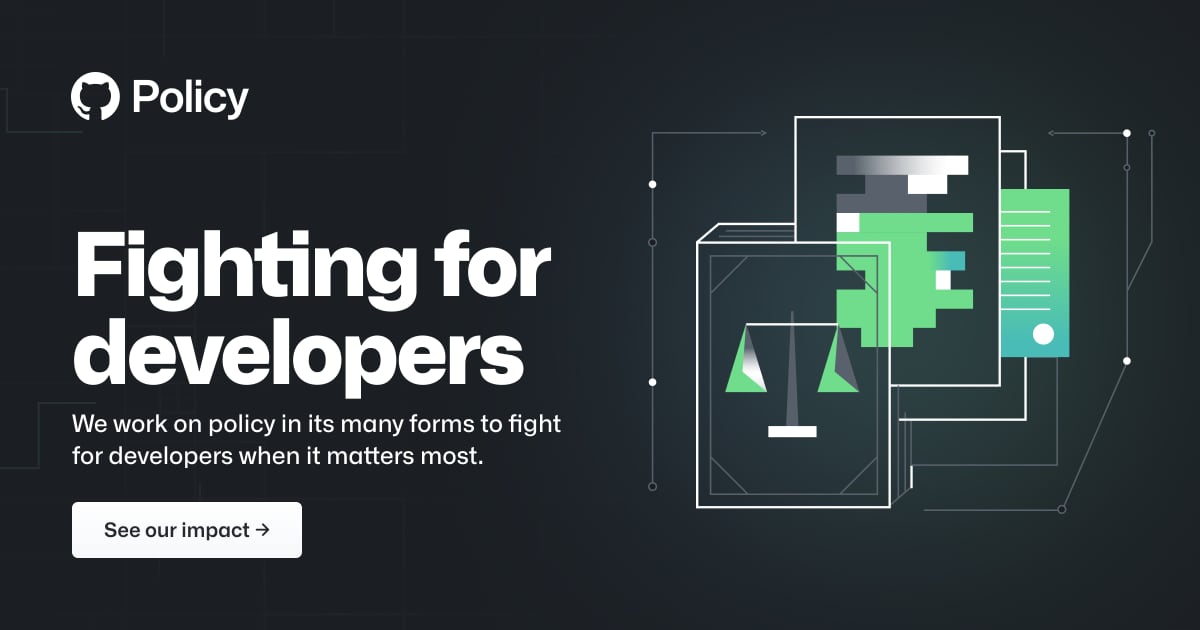 Policy
Fighting for
developers
We work on policy in its many forms to fight
for developers when it matters most.
See our impact →